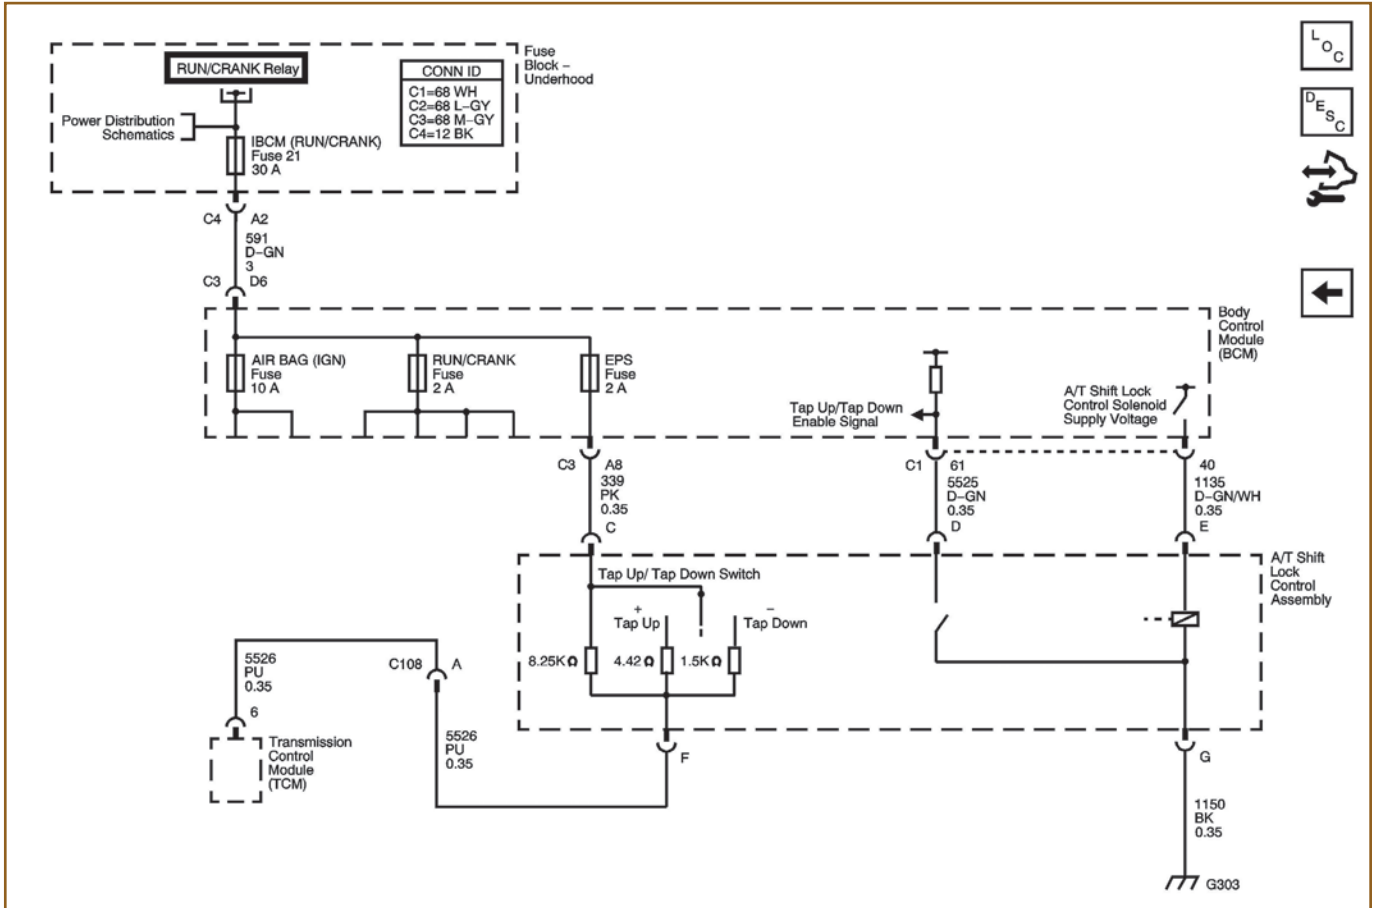 RUN/CRANK Relay
CONN ID
C1=68 WH
C2=68 L-GY
C3=68 M-GY
C4=12 BK
Fuse
Block –
Underhood
Power Distribution
Schematics
IBCM (RUN/CRANK)
Fuse 21
30 A
C4 A2
591
D-GN
3
C3 D6
L
O
C
D
E
S
C
AIR BAG (IGN)
Fuse
10 A
RUN/CRANK
Fuse
2 A
EPS
Fuse
2 A
Tap Up/Tap Down
Enable Signal
A/T Shift Lock
Control Solenoid
Supply Voltage
Body
Control
Module
(BCM)
C3 A8
339
PK
0.35
C
C1 61
5525
D-GN
0.35
D
40
1135
D-GN/WH
0.35
E
Tap Up/ Tap Down Switch
+
Tap Up
–
Tap Down
8.25K Ω
4.42 Ω
1.5K Ω
A/T Shift
Lock
Control
Assembly
5526
PU
0.35
6
C108 A
Transmission
Control
Module
(TCM)
5526
PU
0.35
F
G
1150
BK
0.35
G303